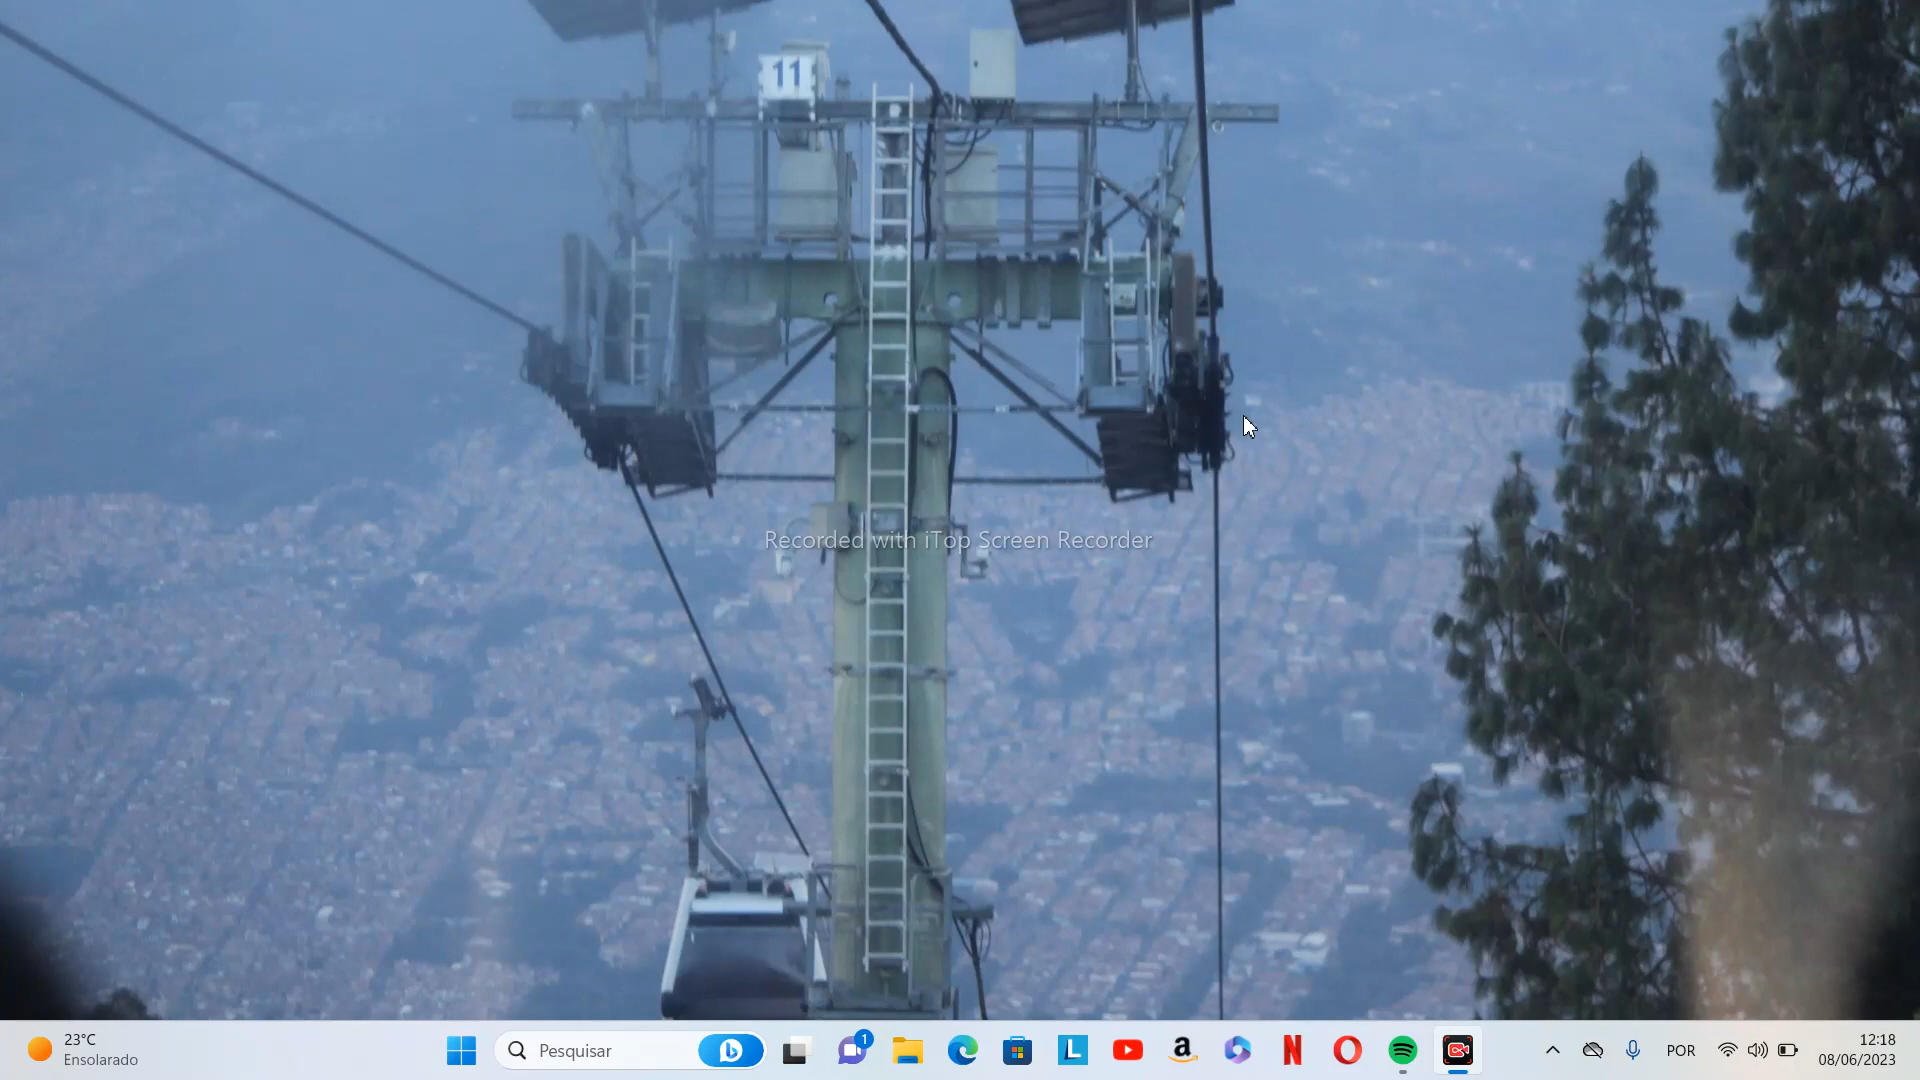 11
Recorded with iTop Screen Recorder
23°C
Ensolarado
Pesquisar
1
L
a
N
POR
12:18
08/06/2023